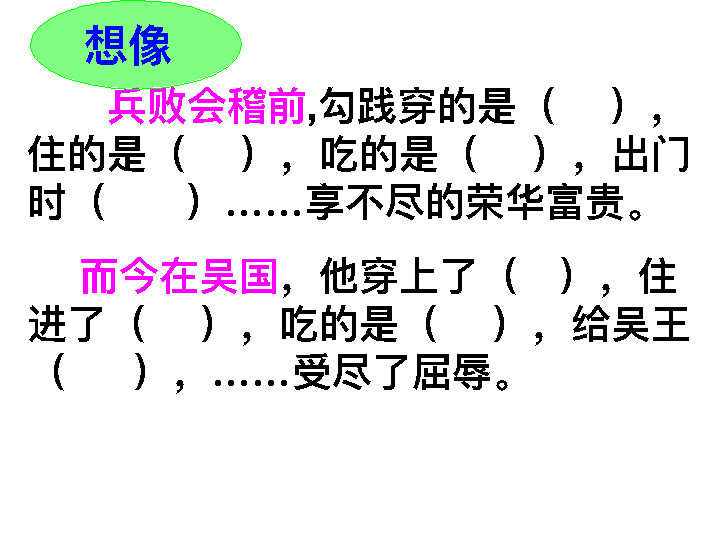 想像
兵败会稽前,勾践穿的是（　），
住的是（　），吃的是（　），出门
时（　　）……享不尽的荣华富贵。
而今在吴国，他穿上了（　），住
进了（　），吃的是（　），给吴王
（　　），……受尽了屈辱。